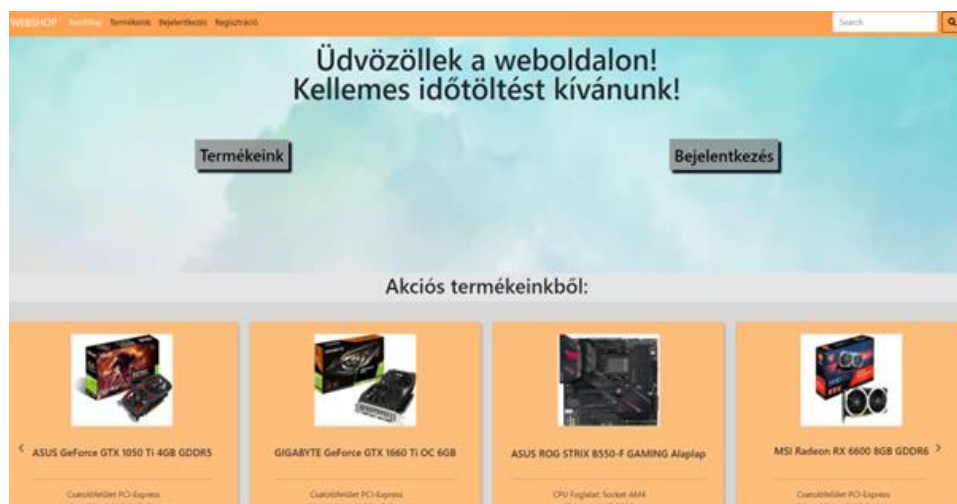 WEBSHOP Kezdőlap Termékeink Bejelentkezés Regisztráció
Search
Üdvözöllek a weboldalon!
Kellemes időtöltést kívánunk!
Termékeink
Bejelentkezés
Akciós termékeinkből:
ASUS GeForce GTX 1050 Ti 4GB GDDR5
GIGABYTE GeForce GTX 1660 Ti OC 6GB
ASUS ROG STRIX B550-F GAMING Alaplap
MSI Radeon RX 6600 8GB GDDR6
Csatolófelület PCI-Express
Csatolófelület PCI-Express
CPU Foglalat: Socket AM4
Csatolófelület PCI-Express